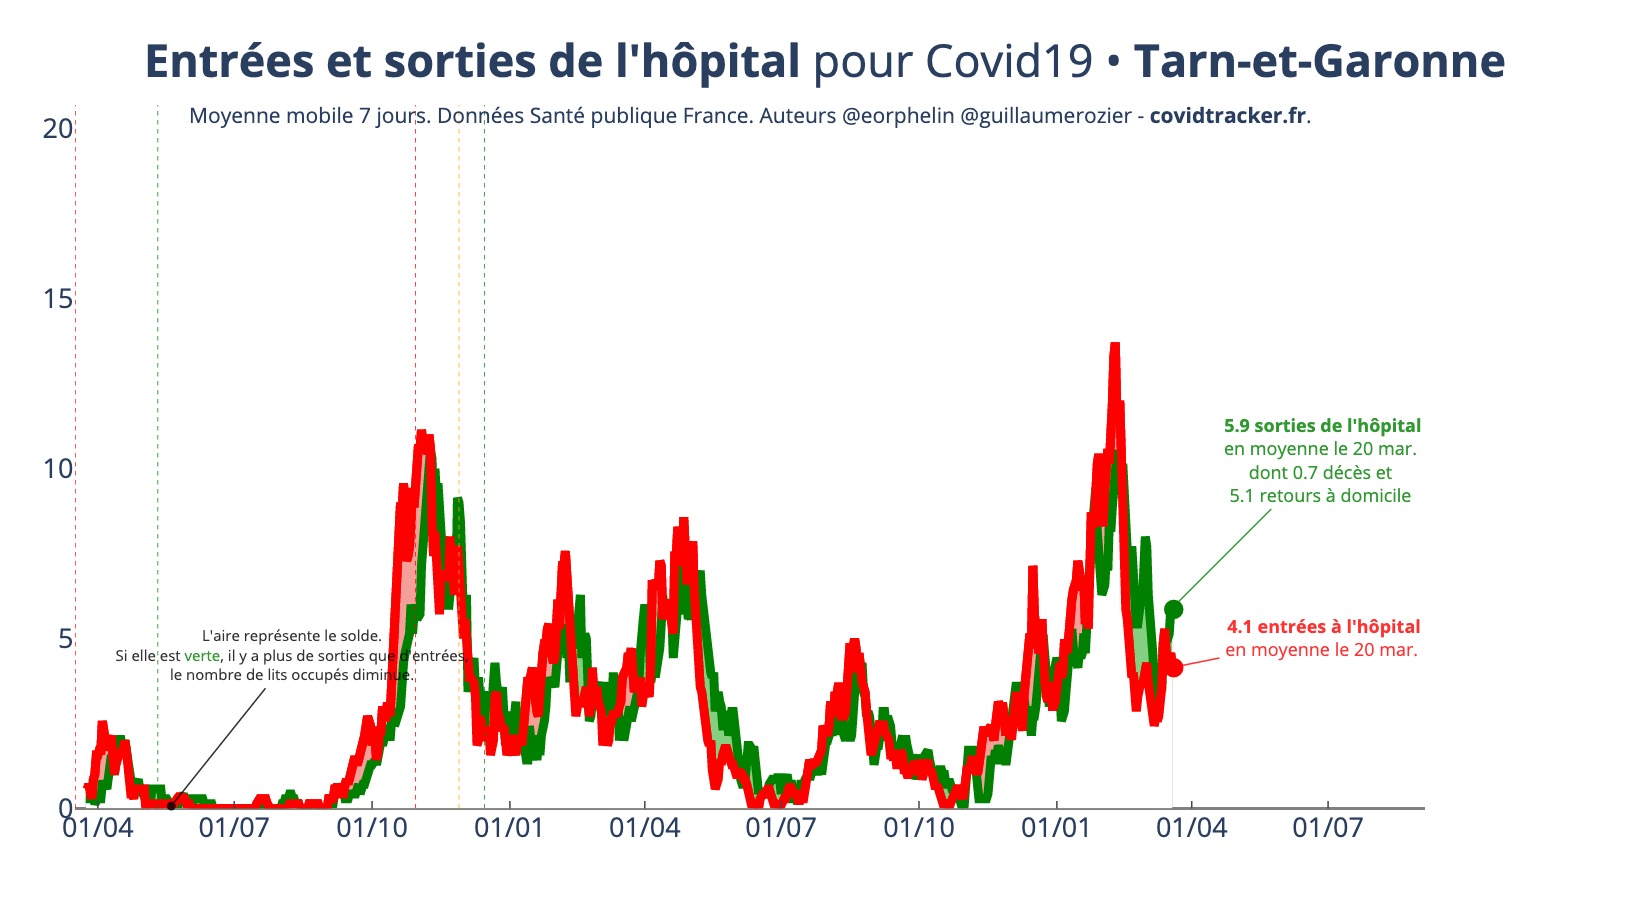 Entrées et sorties de l'hôpital pour Covid19 • Tarn-et-Garonne
Moyenne mobile 7 jours. Données Santé publique France. Auteurs @eorphelin @guillaumerozier - covidtracker.fr.
20
15
10
5
0
5.9 sorties de l'hôpital
en moyenne le 20 mar.
dont 0.7 décès et
5.1 retours à domicile
4.1 entrées à l'hôpital
en moyenne le 20 mar.
L'aire représente le solde.
Si elle est verte, il y a plus de sorties que d'entrées,
le nombre de lits occupés diminue.
01/04 01/07 01/10 01/01 01/04 01/07 01/10 01/01 01/04 01/07